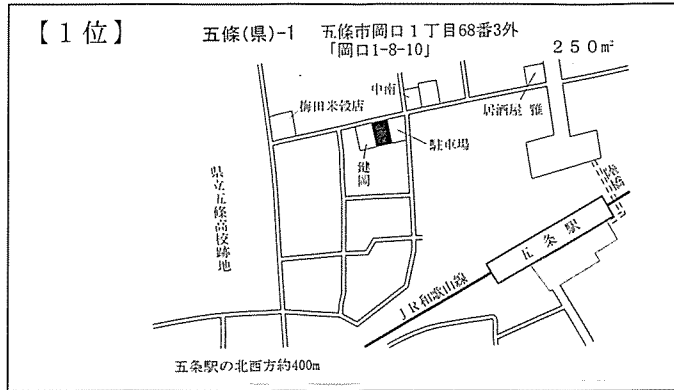 【1位】
五條(県)-1 五條市岡口1丁目68番3外
「岡口1-8-10」
250㎡
中南
居酒屋 雅
梅田米穀店
駐車場
健岡
県立五條高校跡地
陸橋
五条駅
JR和歌山線
五条駅の北西方約400m